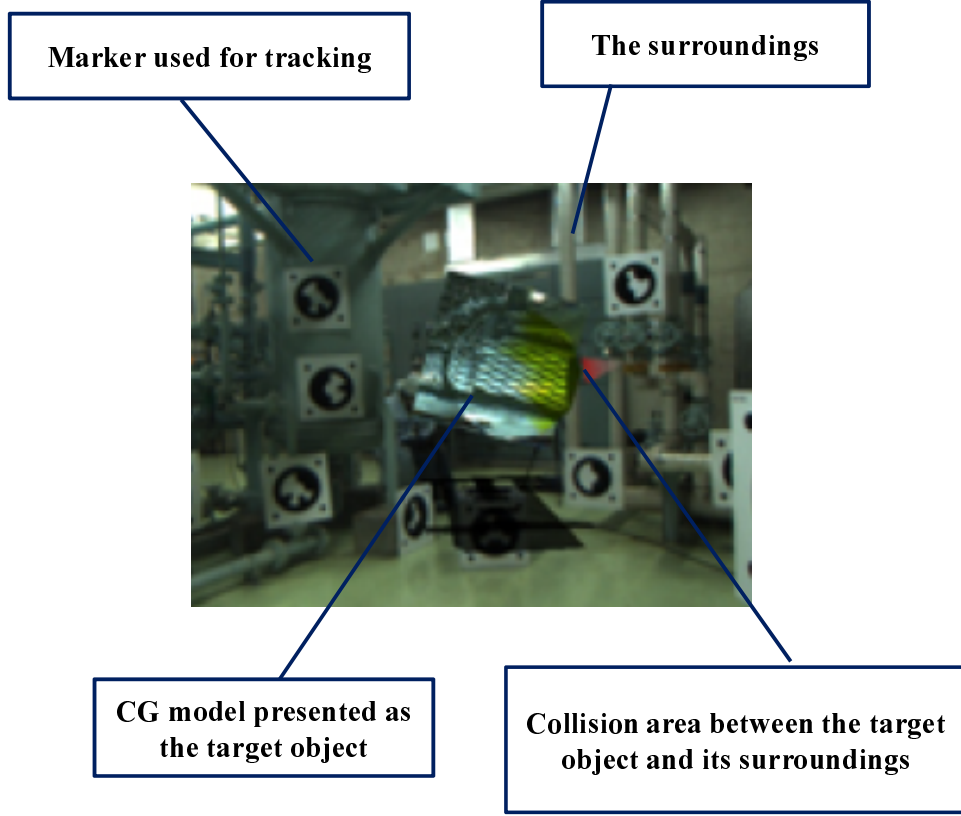 Marker used for tracking
The surroundings
CG model presented as
the target object
Collision area between the target
object and its surroundings